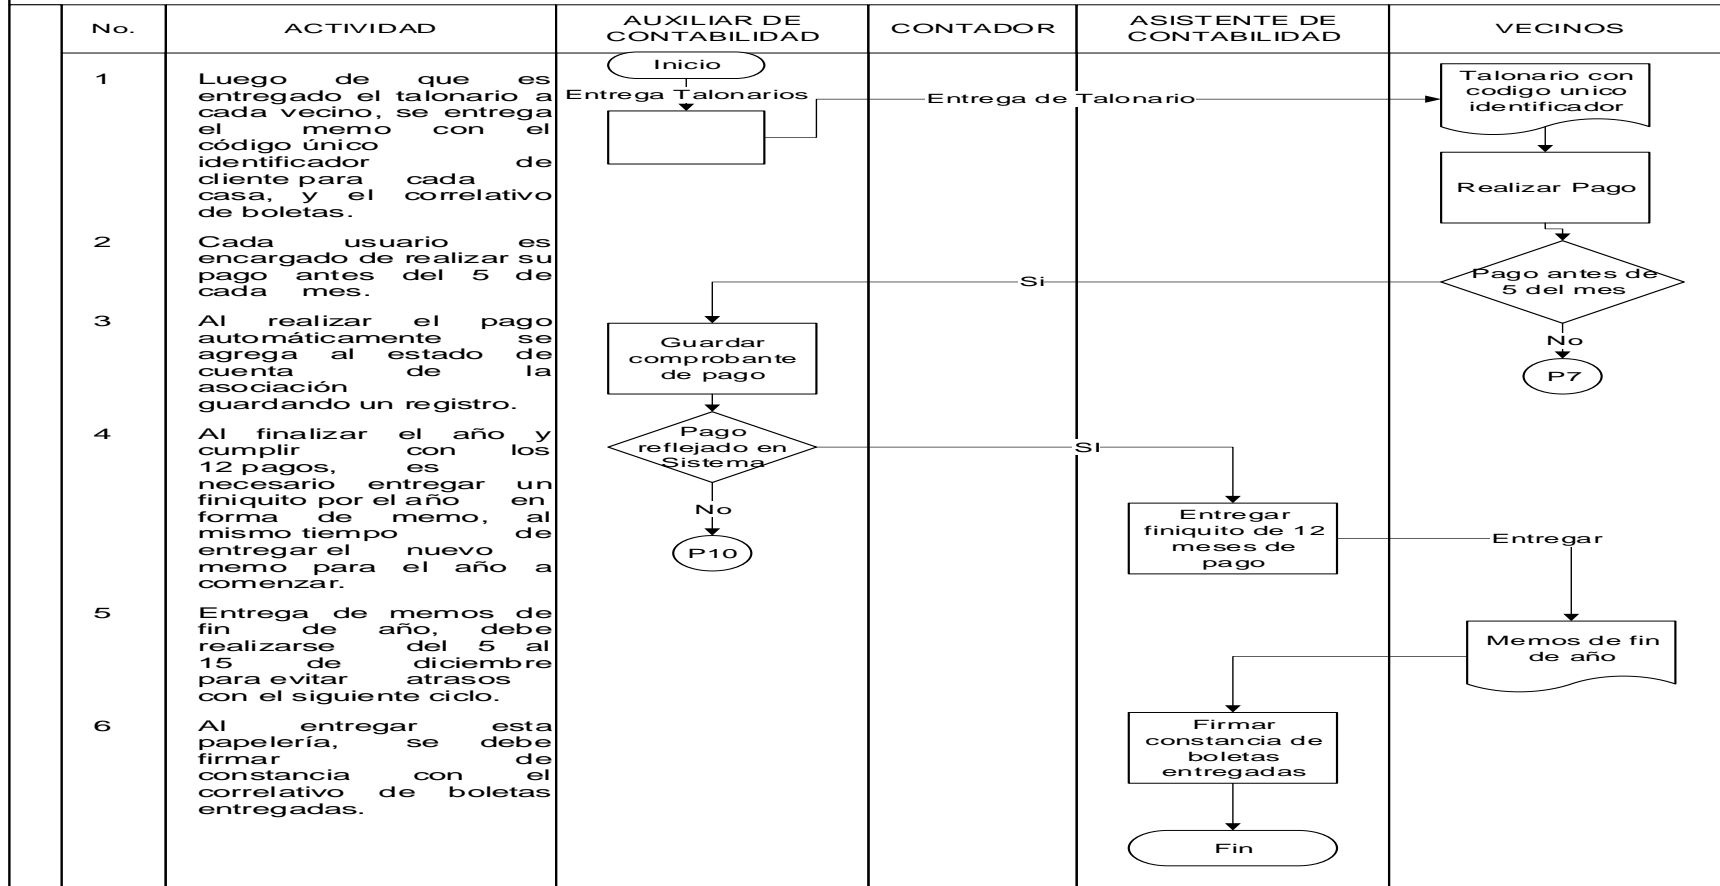 No.
ACTIVIDAD
AUXILIAR DE
CONTABILIDAD
CONTADOR
ASISTENTE DE
CONTABILIDAD
VECINOS
1
Luego de que es
entregado el talonario a
cada vecino, se entrega
el memo con el
código único
identificador de
cliente para cada
casa, y el correlativo
de boletas.
2
Cada usuario es
encargado de realizar su
pago antes del 5 de
cada mes.
3
Al realizar el pago
automáticamente se
agrega al estado de
cuenta de la
asociación
guardando un registro.
4
Al finalizar el año y
cumplir con los
12 pagos, es
necesario entregar un
finiquito por el año en
forma de memo, al
mismo tiempo de
entregar el nuevo
memo para el año a
comenzar.
5
Entrega de memos de
fin de año, debe
realizarse del 5 al
15 de diciembre
para evitar atrasos
con el siguiente ciclo.
6
Al entregar esta
papelería, se debe
firmar de
constancia con el
correlativo de boletas
entregadas.
Inicio
Entrega Talonarios
Entrega de Talonario
Talonario con
codigo unico
identificador
Realizar Pago
Pago antes de
5 del mes
Si
No
P7
Guardar
comprobante
de pago
Pago
reflejado en
Sistema
SI
No
P10
Entregar
finiquito de 12
meses de
pago
Entregar
Memos de fin
de año
Firmar
constancia de
boletas
entregadas
Fin